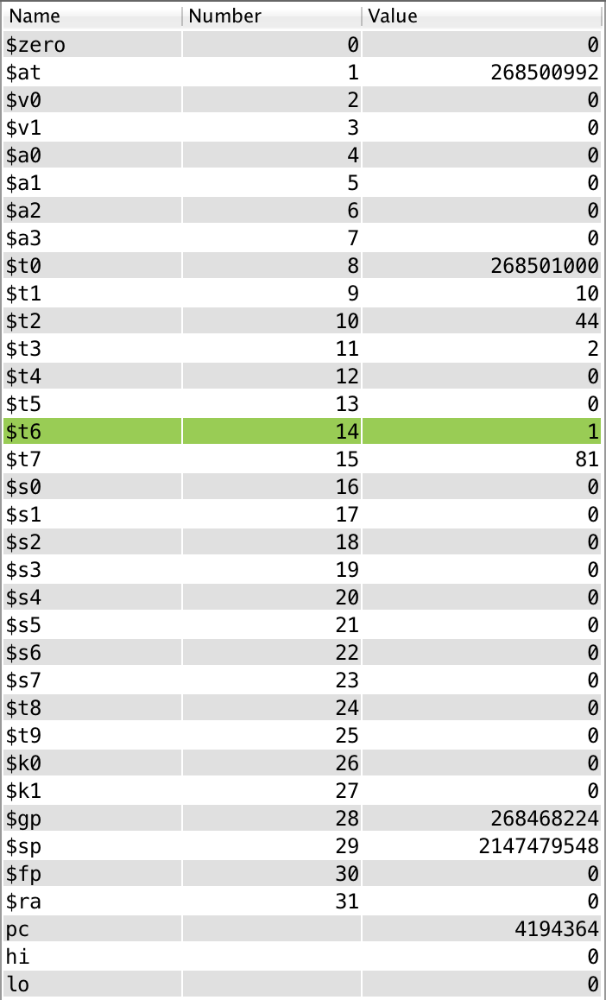 Name Number Value
$zero 0 0
$at 1 268500992
$v0 2 0
$v1 3 0
$a0 4 0
$a1 5 0
$a2 6 0
$a3 7 0
$t0 8 268501000
$t1 9 10
$t2 10 44
$t3 11 2
$t4 12 0
$t5 13 0
$t6 14 1
$t7 15 81
$s0 16 0
$s1 17 0
$s2 18 0
$s3 19 0
$s4 20 0
$s5 21 0
$s6 22 0
$s7 23 0
$t8 24 0
$t9 25 0
$k0 26 0
$k1 27 0
$gp 28 268468224
$sp 29 2147479548
$fp 30 0
$ra 31 0
pc 4194364
hi 0
lo 0